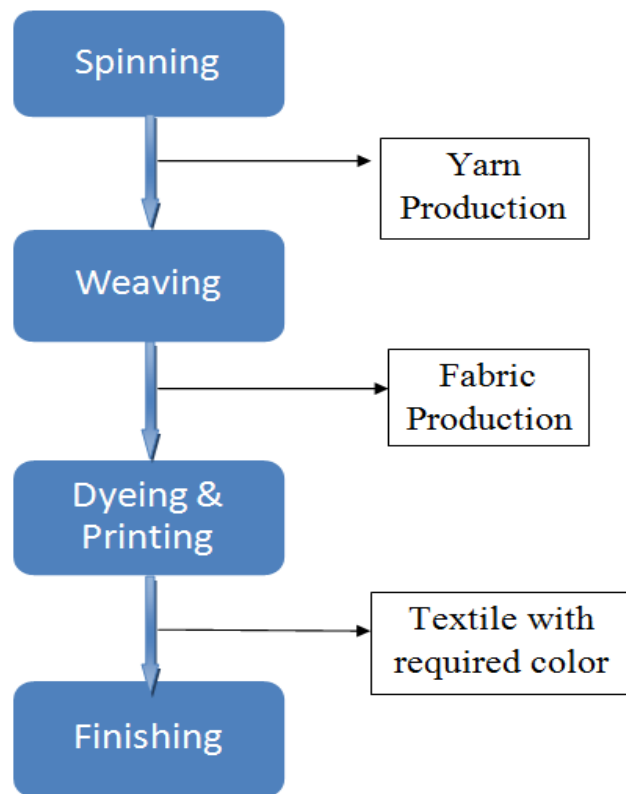 Spinning
Yarn
Production
Weaving
Fabric
Production
Dyeing &
Printing
Textile with
required color
Finishing